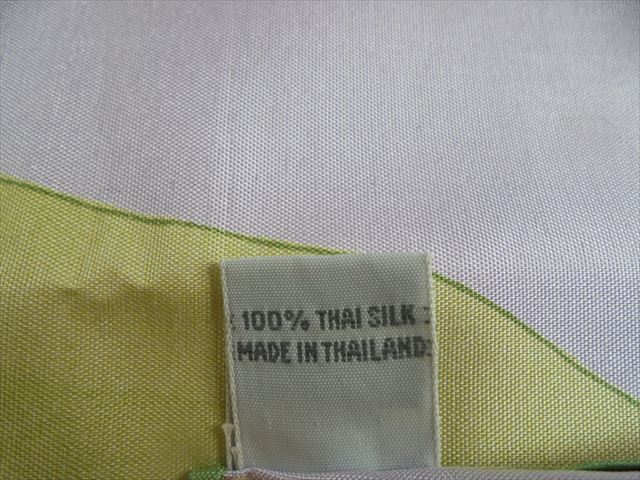 : 100% THAI SILK :
MADE IN THAILAND: